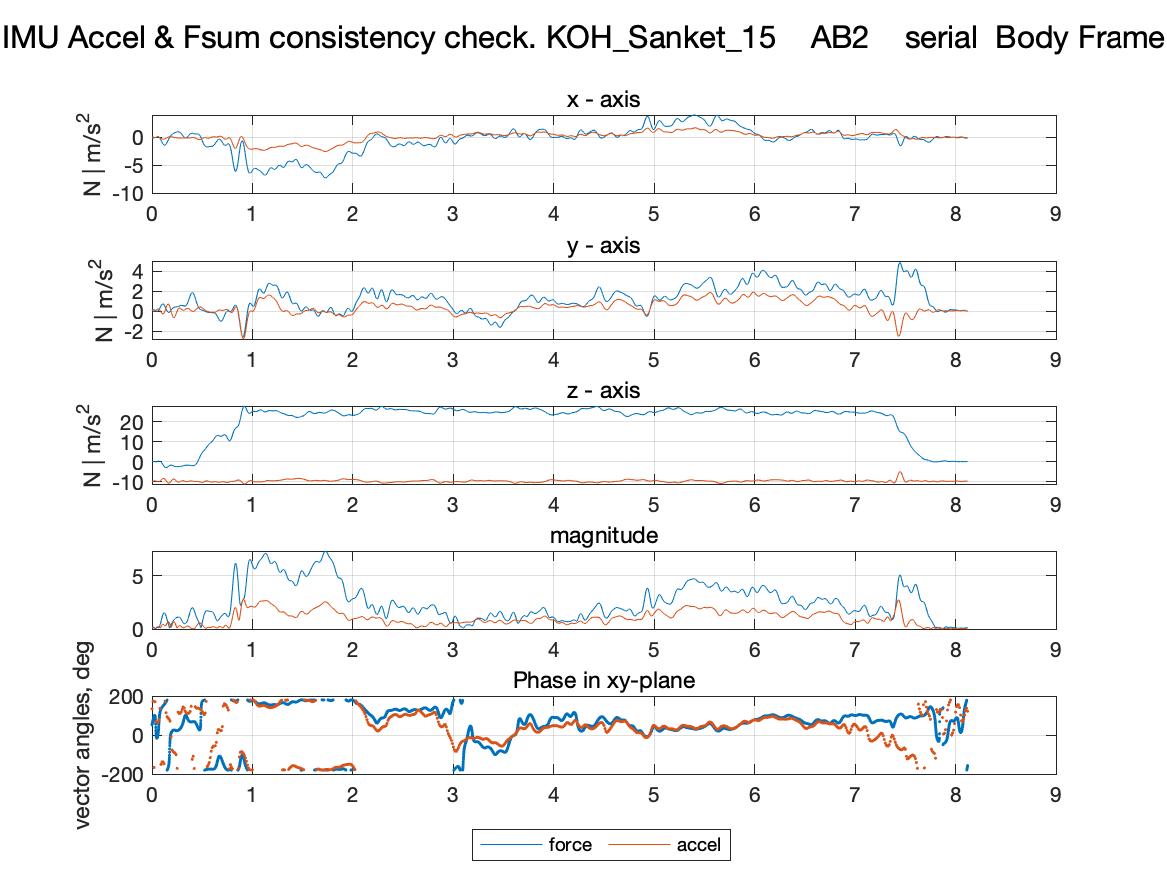 IMU Accel & Fsum consistency check. KOH_Sanket_15 AB2 serial Body Frame
x - axis
N | m/s²
0
-5
-10
0 1 2 3 4 5 6 7 8 9
y - axis
N | m/s²
4
2
0
-2
0 1 2 3 4 5 6 7 8 9
z - axis
N | m/s²
20
10
0
-10
0 1 2 3 4 5 6 7 8 9
magnitude
5
0
0 1 2 3 4 5 6 7 8 9
Phase in xy-plane
vector angles, deg
200
0
-200
0 1 2 3 4 5 6 7 8 9
force accel